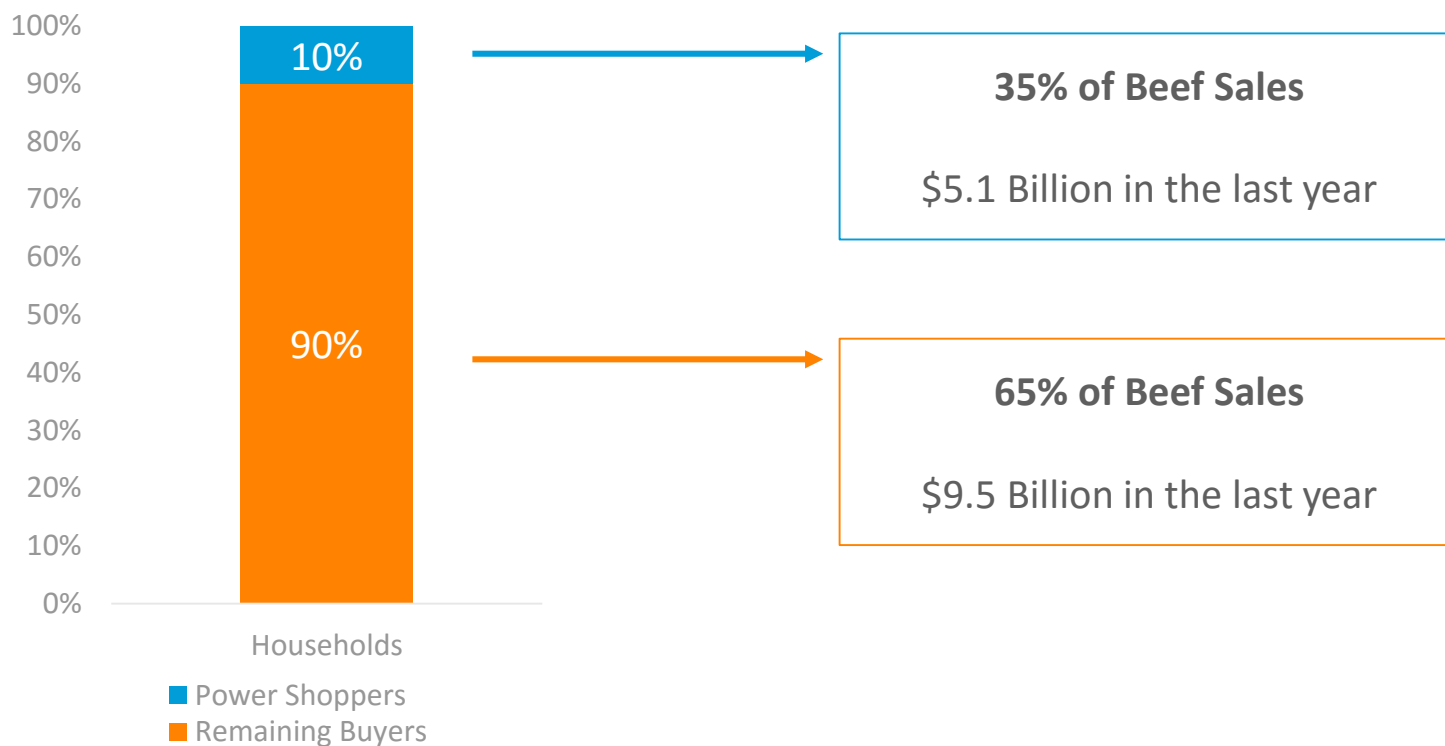 100%
90%
80%
70%
60%
50%
40%
30%
20%
10%
0%
10%
90%
Households
Power Shoppers
Remaining Buyers
35% of Beef Sales
$5.1 Billion in the last year
65% of Beef Sales
$9.5 Billion in the last year